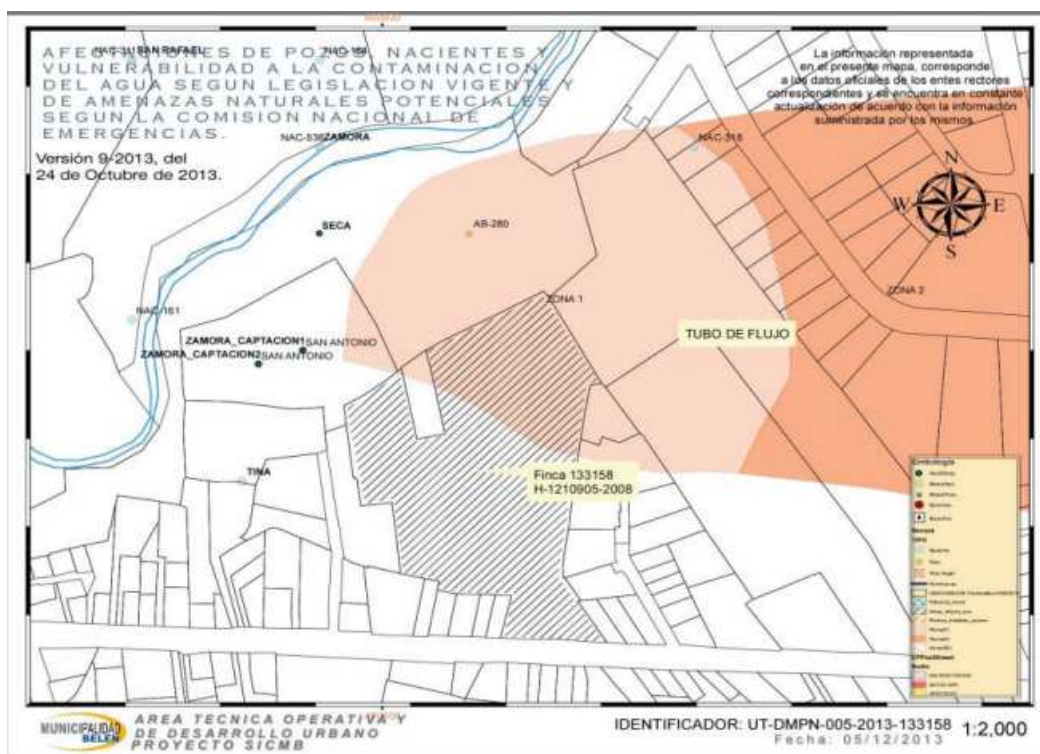 AFECTACIONES DE POZOS, NACIENTES Y
VULNERABILIDAD A LA CONTAMINACION
DEL AGUA SEGUN LEGISLACION VIGENTE Y
DE AMENAZAS NATURALES POTENCIALES
SEGUN LA COMISION NACIONAL DE
EMERGENCIAS.
Versión 9-2013, del
24 de Octubre de 2013.
SAN RAFAEL
La información representada
en el presente mapa, corresponde
a los datos oficiales de los entes rectores
correspondientes y se encuentra en constante
actualización de acuerdo con la información
suministrada por los mismos.
ZAMORA
NAC-318
N
W E
S
SECA
AB-280
ZONA 2
ZONA 1
NAC-161
TUBO DE FLUJO
ZAMORA_CAPTACION1 SAN ANTONIO
ZAMORA_CAPTACION2 SAN ANTONIO
TINA
Finca 133158
H-1210905-2008
Simbología
MUNICIPALIDAD
BELEN
AREA TECNICA OPERATIVA Y
DE DESARROLLO URBANO
PROYECTO SICMB
IDENTIFICADOR: UT-DMPN-005-2013-133158 1:2,000
Fecha: 05/12/2013